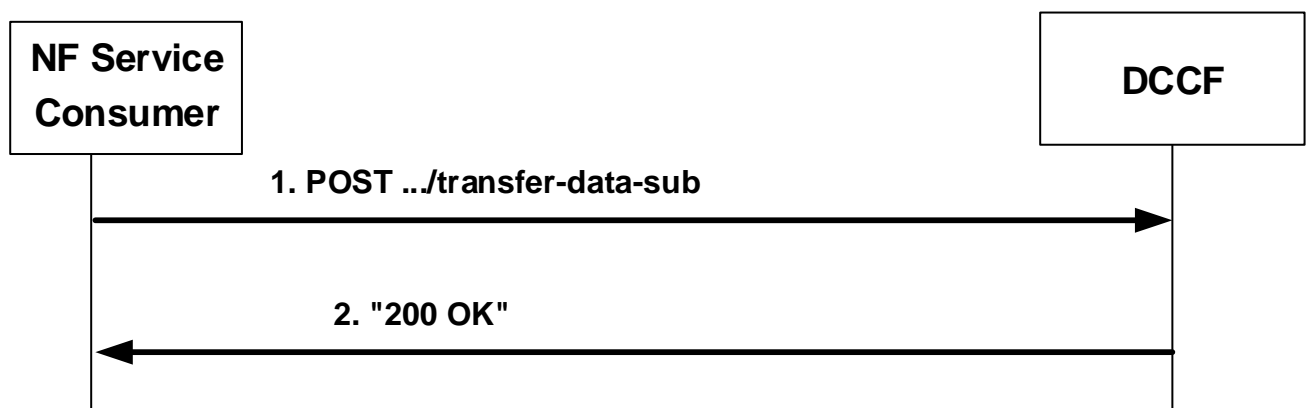 NF Service
Consumer
DCCF
1. POST .../transfer-data-sub
2. "200 OK"